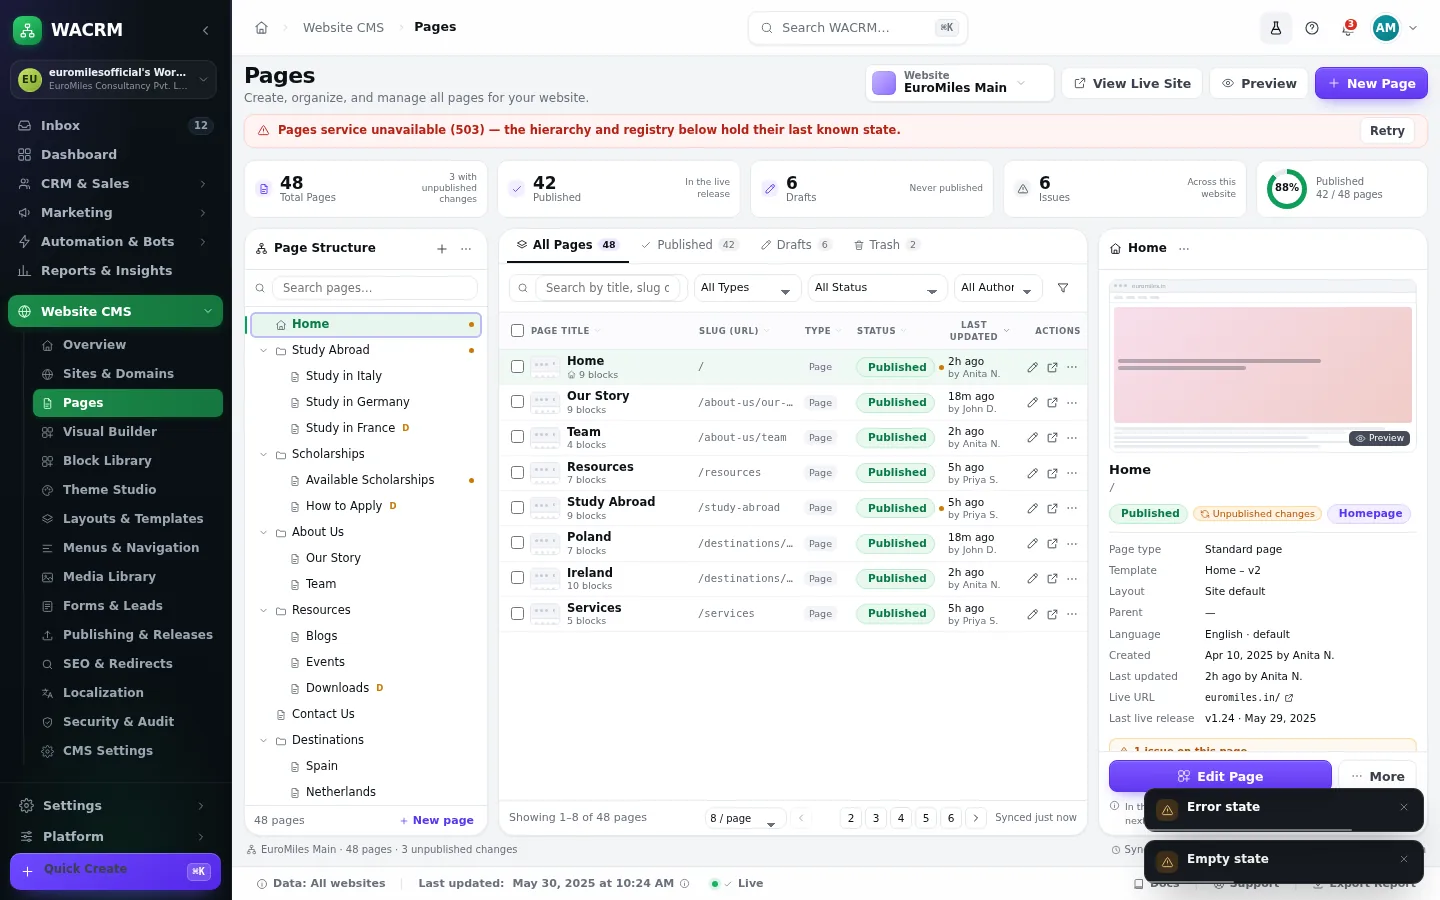 WACRM
Website CMS
Pages
Search WACRM...
⌘K
3
AM
EU
euromilesofficial's Wor...
EuroMiles Consultancy Pvt. L...
Inbox
12
Dashboard
CRM & Sales
Marketing
Automation & Bots
Reports & Insights
Website CMS
Overview
Sites & Domains
Pages
Visual Builder
Block Library
Theme Studio
Layouts & Templates
Menus & Navigation
Media Library
Forms & Leads
Publishing & Releases
SEO & Redirects
Localization
Security & Audit
CMS Settings
Settings
Platform
Quick Create
⌘K
Pages
Create, organize, and manage all pages for your website.
Website
EuroMiles Main
View Live Site
Preview
New Page
Pages service unavailable (503) — the hierarchy and registry below hold their last known state.
Retry
48
Total Pages
3 with
unpublished
changes
42
Published
In the live
release
6
Drafts
Never published
6
Issues
Across this
website
88%
Published
42 / 48 pages
Page Structure
Search pages...
Home
Study Abroad
Study in Italy
Study in Germany
Study in France D
Scholarships
Available Scholarships
How to Apply D
About Us
Our Story
Team
Resources
Blogs
Events
Downloads D
Contact Us
Destinations
Spain
Netherlands
48 pages
+ New page
All Pages 48
Published 42
Drafts 6
Trash 2
Search by title, slug c
All Types
All Status
All Author
PAGE TITLE
SLUG (URL)
TYPE
STATUS
LAST
UPDATED
ACTIONS
Home
9 blocks
/
Page
Published
2h ago
by Anita N.
Our Story
9 blocks
/about-us/our-...
Page
Published
18m ago
by John D.
Team
4 blocks
/about-us/team
Page
Published
2h ago
by Anita N.
Resources
7 blocks
/resources
Page
Published
5h ago
by Priya S.
Study Abroad
9 blocks
/study-abroad
Page
Published
5h ago
by Priya S.
Poland
7 blocks
/destinations/...
Page
Published
18m ago
by John D.
Ireland
10 blocks
/destinations/...
Page
Published
2h ago
by Anita N.
Services
5 blocks
/services
Page
Published
5h ago
by Priya S.
Showing 1–8 of 48 pages
8 / page
2
3
4
5
6
Synced just now
Home
euromiles.in
Preview
Home
/
Published
Unpublished changes
Homepage
Page type Standard page
Template Home – v2
Layout Site default
Parent —
Language English · default
Created Apr 10, 2025 by Anita N.
Last updated 2h ago by Anita N.
Live URL euromiles.in/
Last live release v1.24 · May 29, 2025
1 issue on this page
Edit Page
More
In th
next
Error state
Empty state
EuroMiles Main · 48 pages · 3 unpublished changes
Syn
Data: All websites
Last updated: May 30, 2025 at 10:24 AM
Live
Docs
Support
Export Report